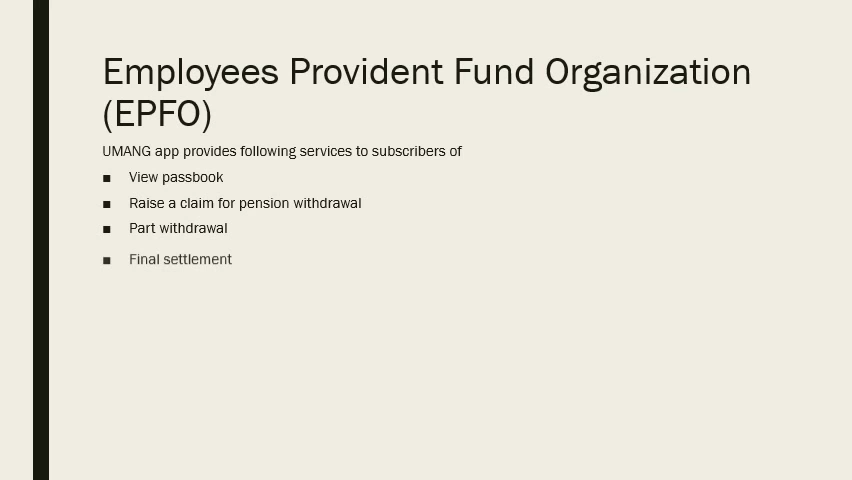 Employees Provident Fund Organization
(EPFO)
UMANG app provides following services to subscribers of
■ View passbook
■ Raise a claim for pension withdrawal
■ Part withdrawal
■ Final settlement